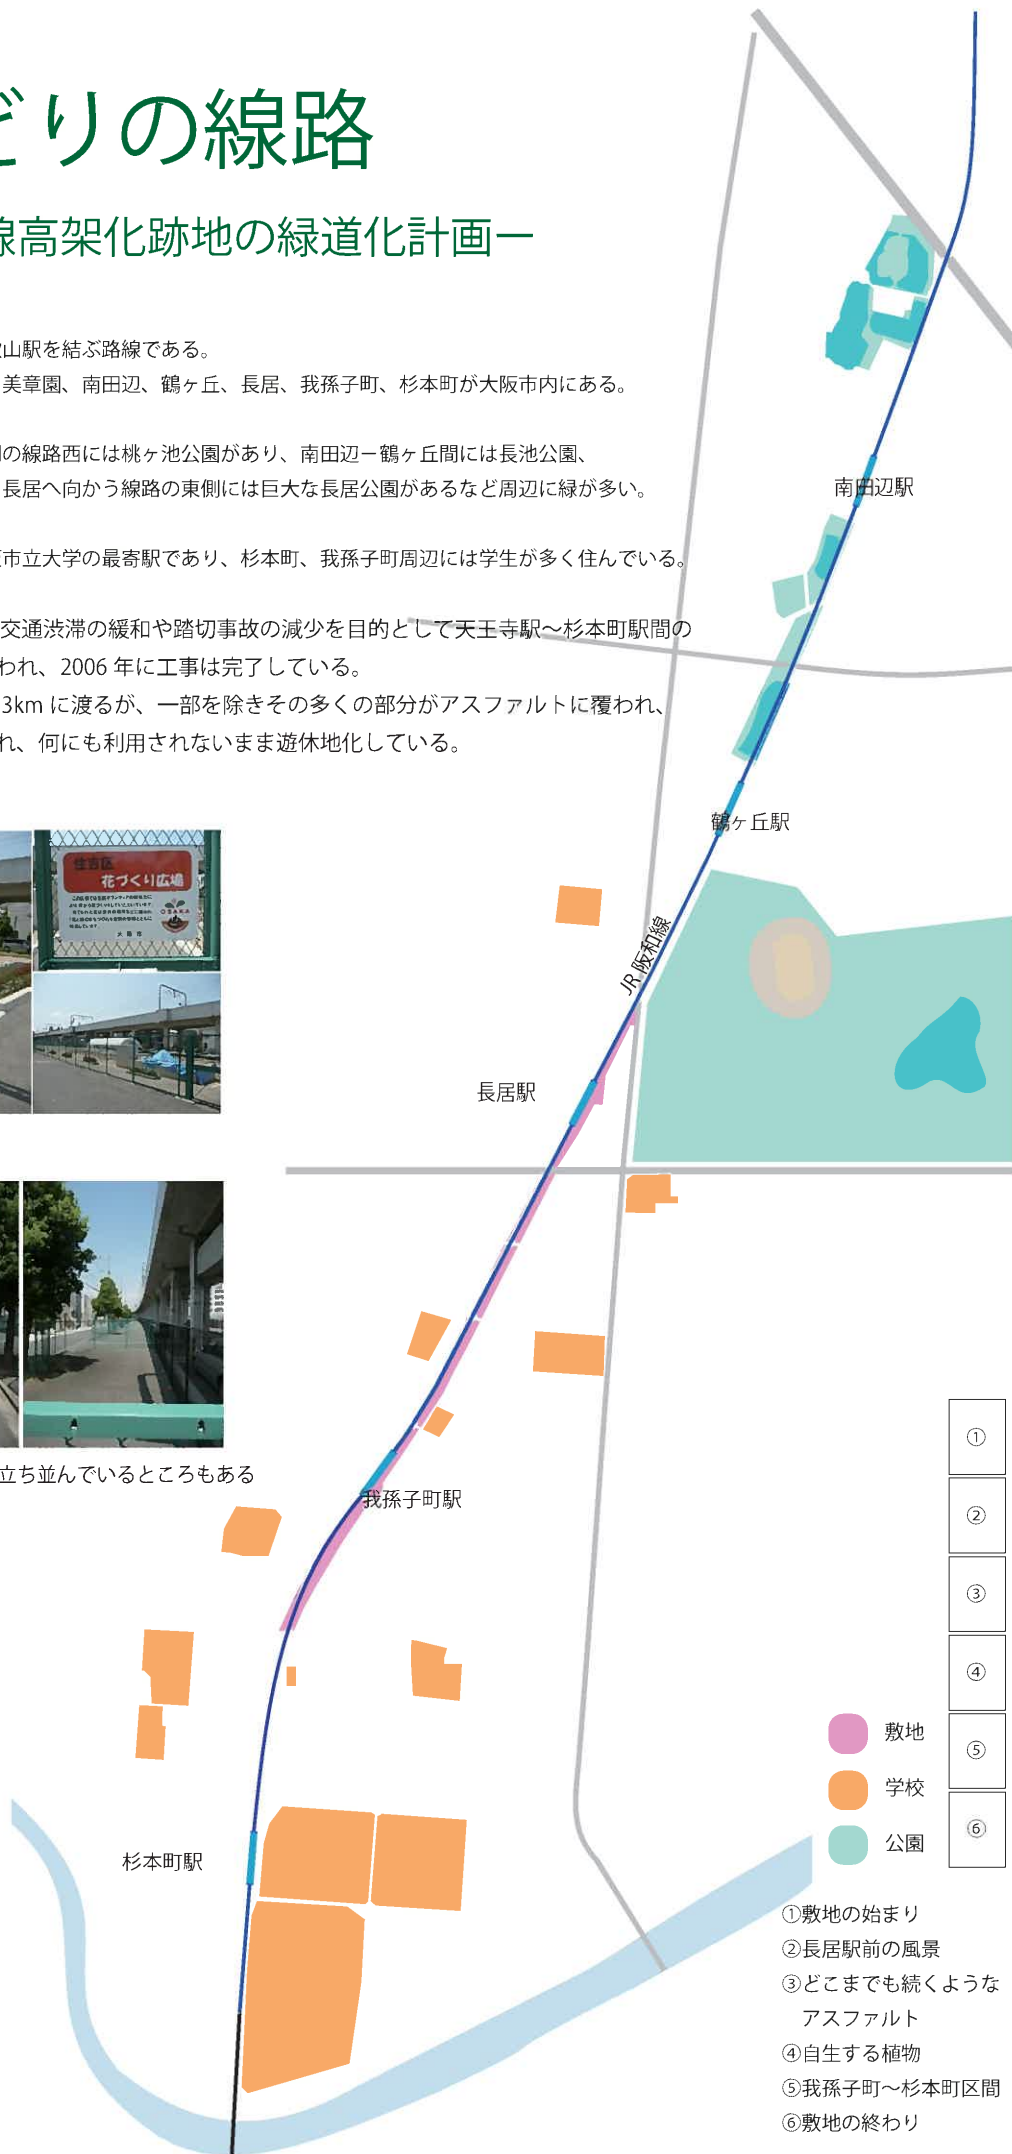 どりの線路
線高架化跡地の緑道化計画ー
山駅を結ぶ路線である。
美章園、南田辺、鶴ヶ丘、長居、我孫子町、杉本町が大阪市内にある。
の線路西には桃ヶ池公園があり、南田辺ー鶴ヶ丘間には長池公園、
長居へ向かう線路の東側には巨大な長居公園があるなど周辺に緑が多い。
市立大学の最寄駅であり、杉本町、我孫子町周辺には学生が多く住んでいる。
交通渋滞の緩和や踏切事故の減少を目的として天王寺駅〜杉本町駅間の
われ、2006 年に工事は完了している。
3km に渡るが、一部を除きその多くの部分がアスファルトに覆われ、
れ、何にも利用されないまま遊休地化している。
住吉区
花づくり広場
OSAKA
大阪市
立ち並んでいるところもある
南田辺駅
鶴ヶ丘駅
JR 阪和線
長居駅
我孫子町駅
杉本町駅
①
②
③
④
⑤
⑥
敷地
学校
公園
①敷地の始まり
②長居駅前の風景
③どこまでも続くような
アスファルト
④自生する植物
⑤我孫子町〜杉本町区間
⑥敷地の終わり